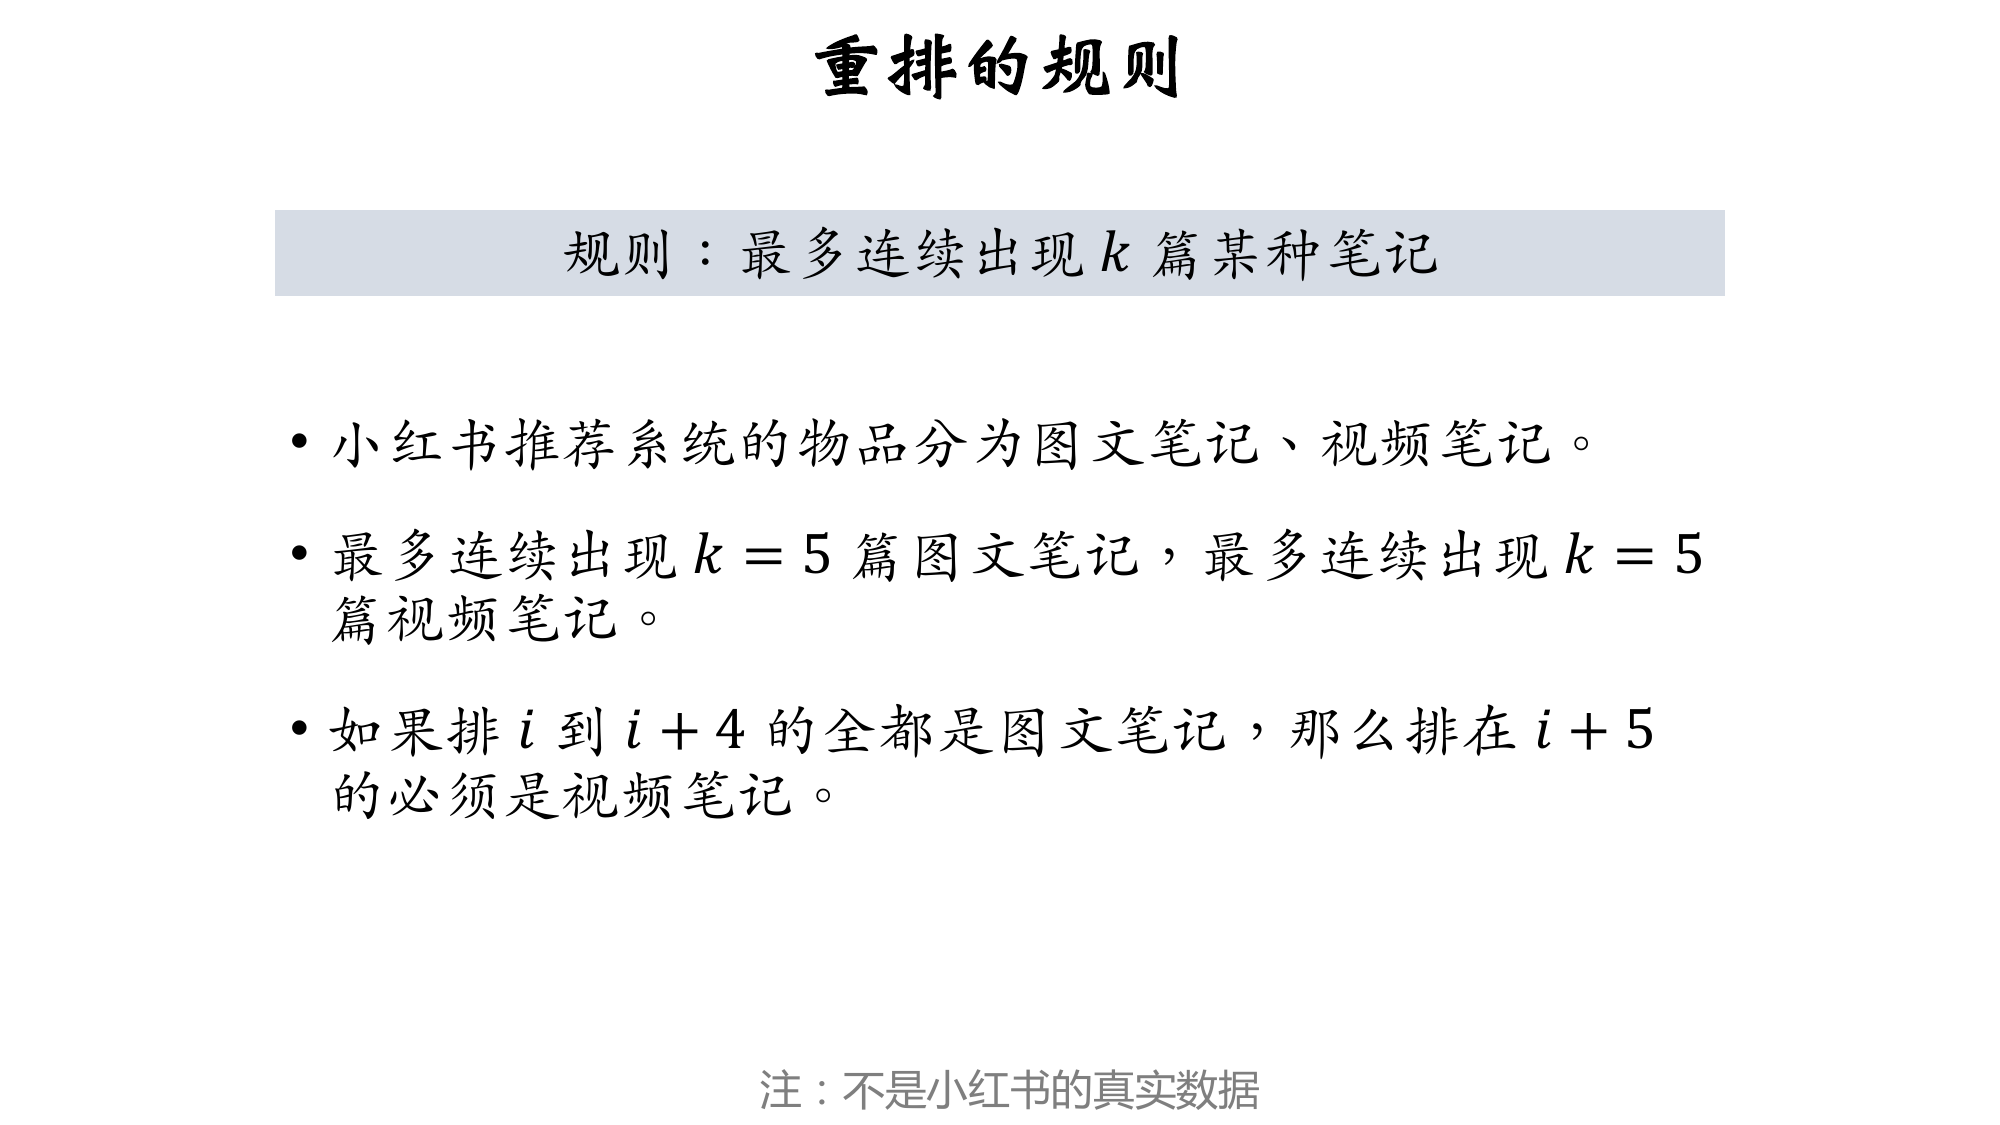 重排的规则
规则：最多连续出现 k 篇某种笔记
• 小红书推荐系统的物品分为图文笔记、视频笔记。
• 最多连续出现 k = 5 篇图文笔记，最多连续出现 k = 5
篇视频笔记。
• 如果排 i 到 i + 4 的全都是图文笔记，那么排在 i + 5
的必须是视频笔记。
注：不是小红书的真实数据